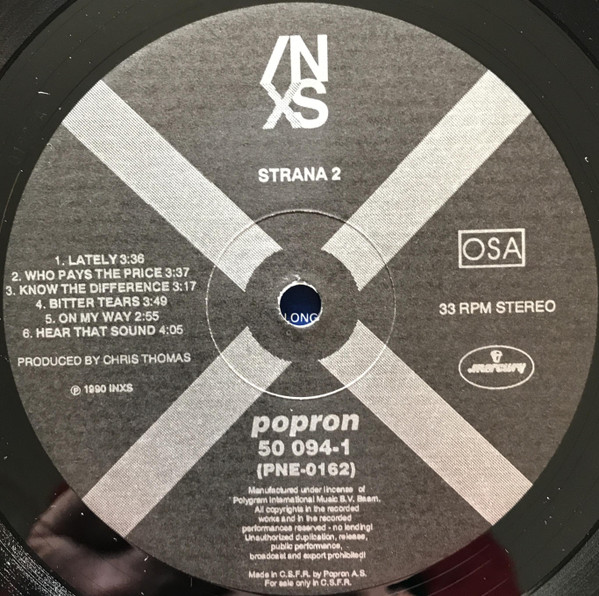 INXS
STRANA 2
1. LATELY 3:36
2. WHO PAYS THE PRICE 3:37
3. KNOW THE DIFFERENCE 3:17
4. BITTER TEARS 3:49
5. ON MY WAY 2:55
6. HEAR THAT SOUND 4:05
PRODUCED BY CHRIS THOMAS
℗ 1990 INXS
OSA
33 RPM STEREO
mercury
LONG
popron
50 094-1
(PNE-0162)
Manufactured under license of
Polygram International Music B.V. Baarn.
All copyrights in the recorded
works and in the recorded
performances reserved - no lending!
Unauthorized duplication, release,
public performance,
broadcast and export prohibited!
Made in C.S.F.R. by Popron A.S.
For sale only in C.S.F.R.